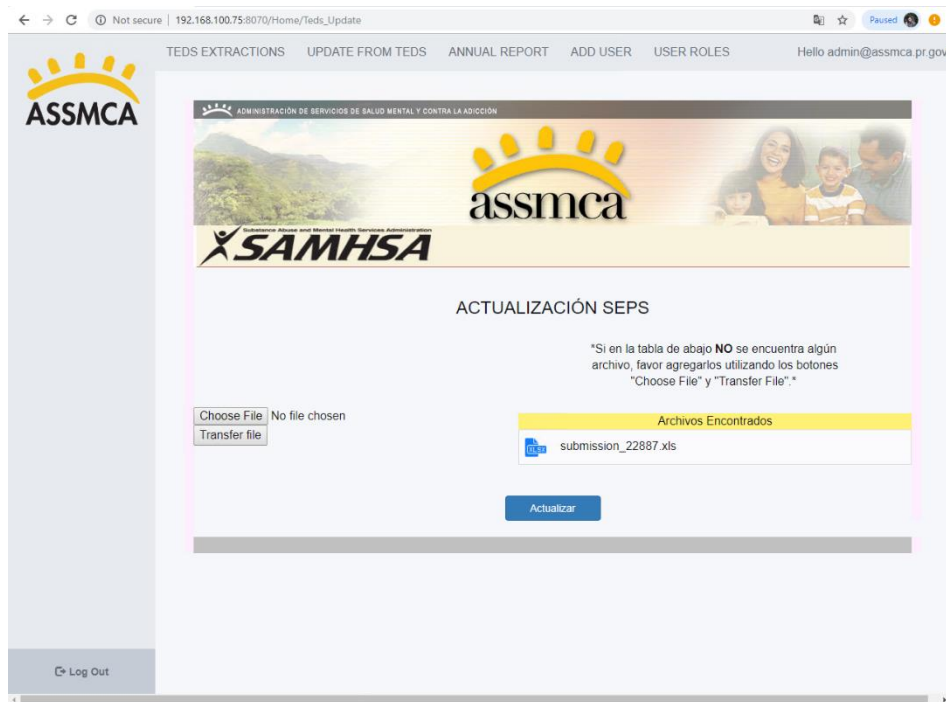 Not secure | 192.168.100.75:8070/Home/Teds_Update
Paused
TEDS EXTRACTIONS UPDATE FROM TEDS ANNUAL REPORT ADD USER USER ROLES Hello admin@assmca.pr.gov
ASSMCA
ADMINISTRACIÓN DE SERVICIOS DE SALUD MENTAL Y CONTRA LA ADICCIÓN
assmca
Substance Abuse and Mental Health Services Administration
SAMHSA
ACTUALIZACIÓN SEPS
*Si en la tabla de abajo NO se encuentra algún
archivo, favor agregarlos utilizando los botones
"Choose File" y "Transfer File".*
Choose File No file chosen
Transfer file
Archivos Encontrados
XLSX submission_22887.xls
Actualizar
Log Out